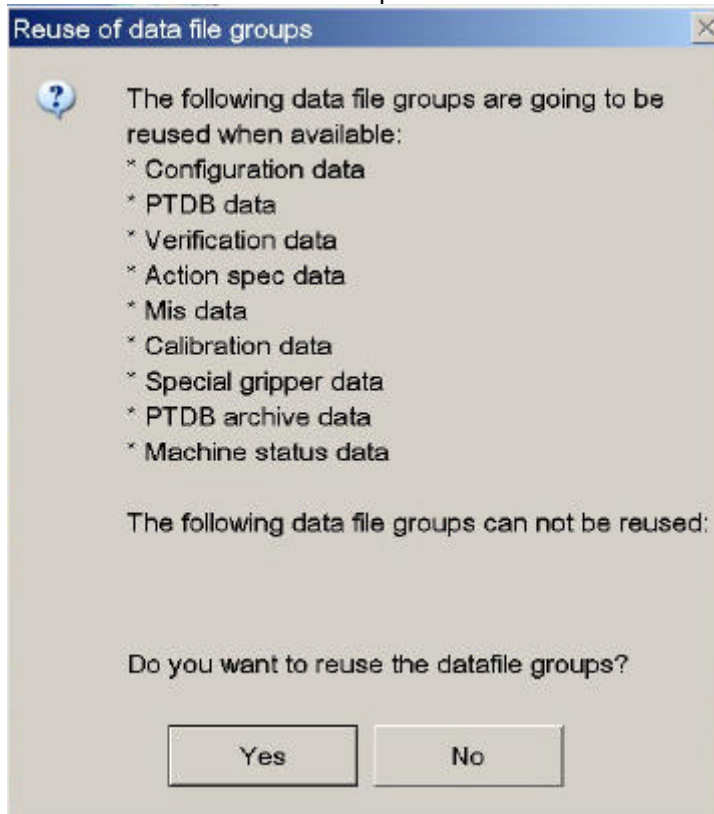 Reuse of data file groups
The following data file groups are going to be
reused when available:
* Configuration data
* PTDB data
* Verification data
* Action spec data
* Mis data
* Calibration data
* Special gripper data
* PTDB archive data
* Machine status data
The following data file groups can not be reused:
Do you want to reuse the datafile groups?
Yes
No